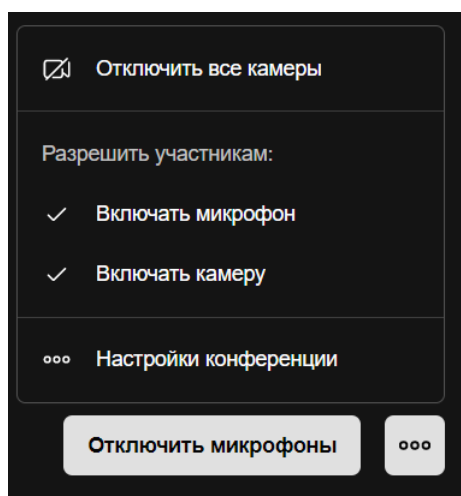 Отключить все камеры
Разрешить участникам:
Включать микрофон
Включать камеру
Настройки конференции
Отключить микрофоны